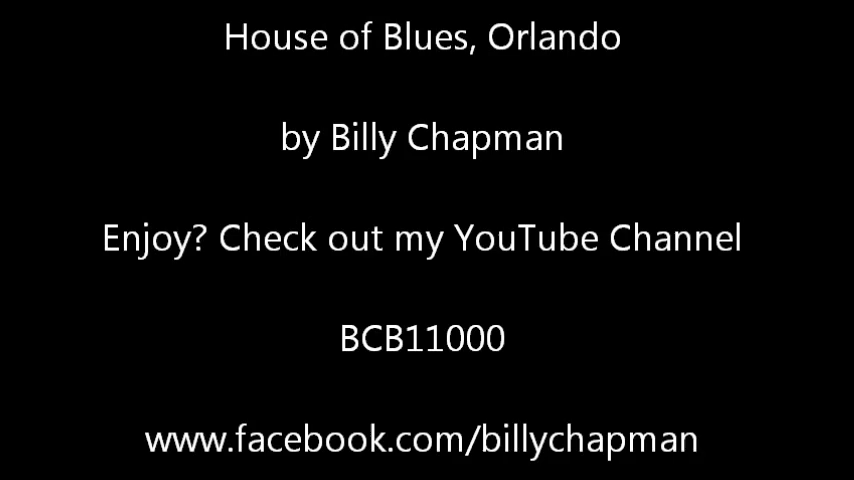 House of Blues, Orlando
by Billy Chapman
Enjoy? Check out my YouTube Channel
BCB11000
www.facebook.com/billychapman